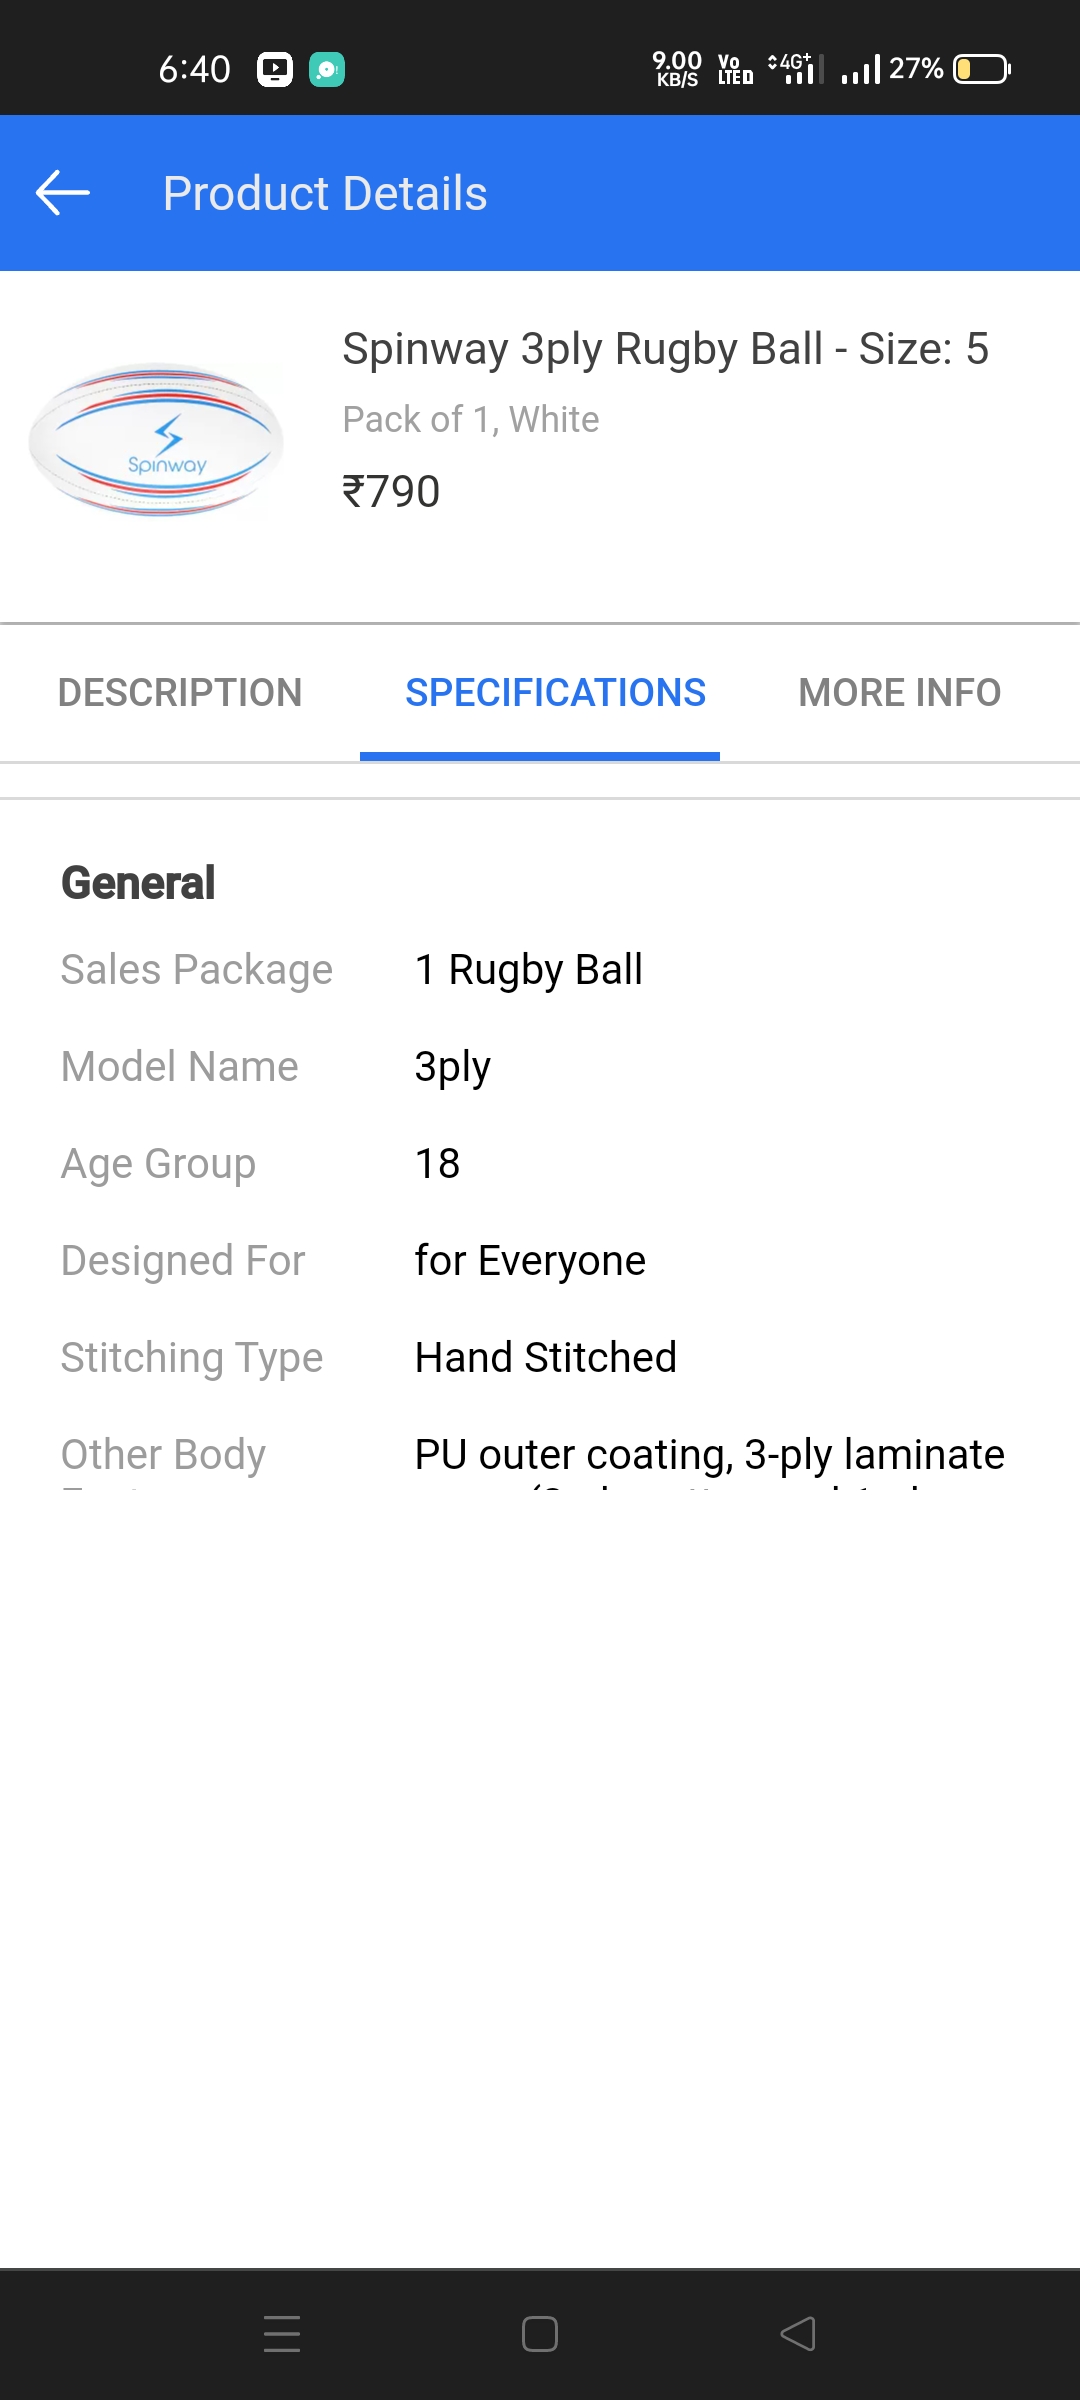 6:40
9.00 KB/S
Vo LTE
4G+
27%
Product Details
Spinway 3ply Rugby Ball - Size: 5
Pack of 1, White
₹790
Spinway
DESCRIPTION SPECIFICATIONS MORE INFO
General
Sales Package 1 Rugby Ball
Model Name 3ply
Age Group 18
Designed For for Everyone
Stitching Type Hand Stitched
Other Body PU outer coating, 3-ply laminate